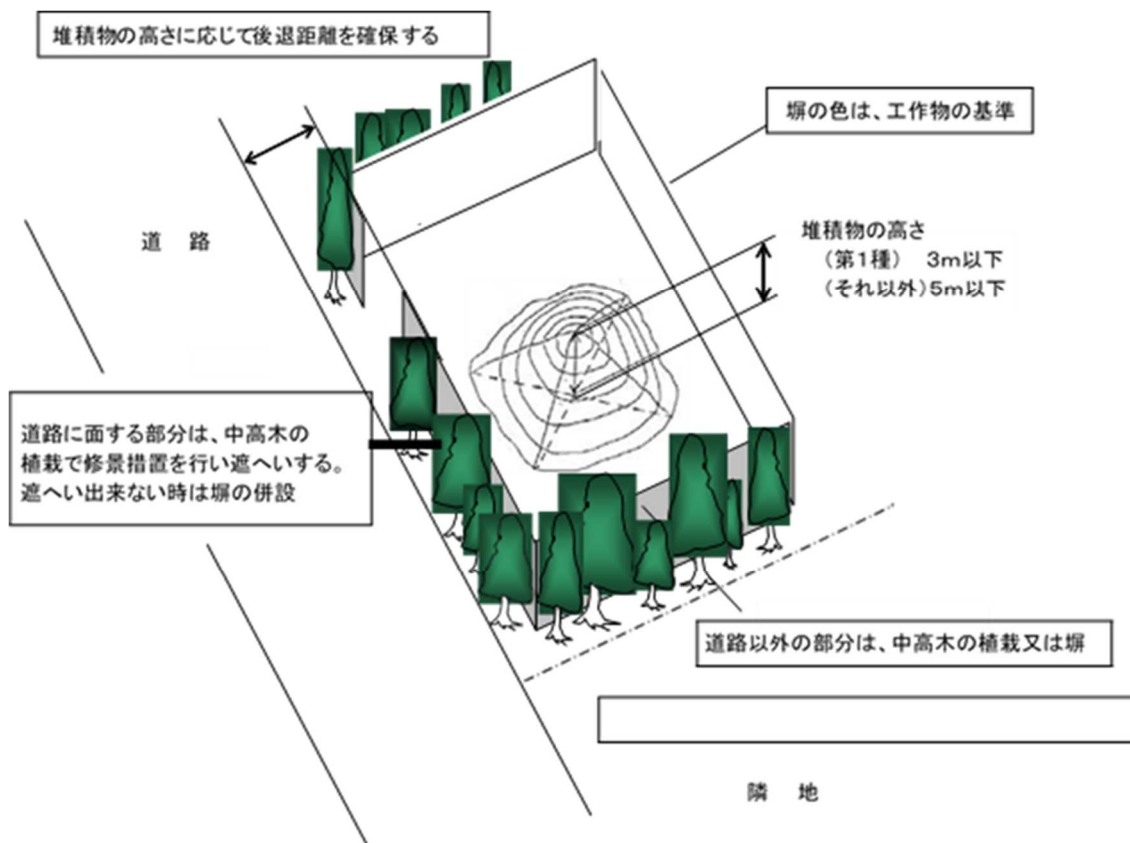 堆積物の高さに応じて後退距離を確保する
塀の色は、工作物の基準
道 路
堆積物の高さ
(第1種) 3m以下
(それ以外)5m以下
道路に面する部分は、中高木の
植栽で修景措置を行い遮へいする。
遮へい出来ない時は塀の併設
道路以外の部分は、中高木の植栽又は塀
隣 地